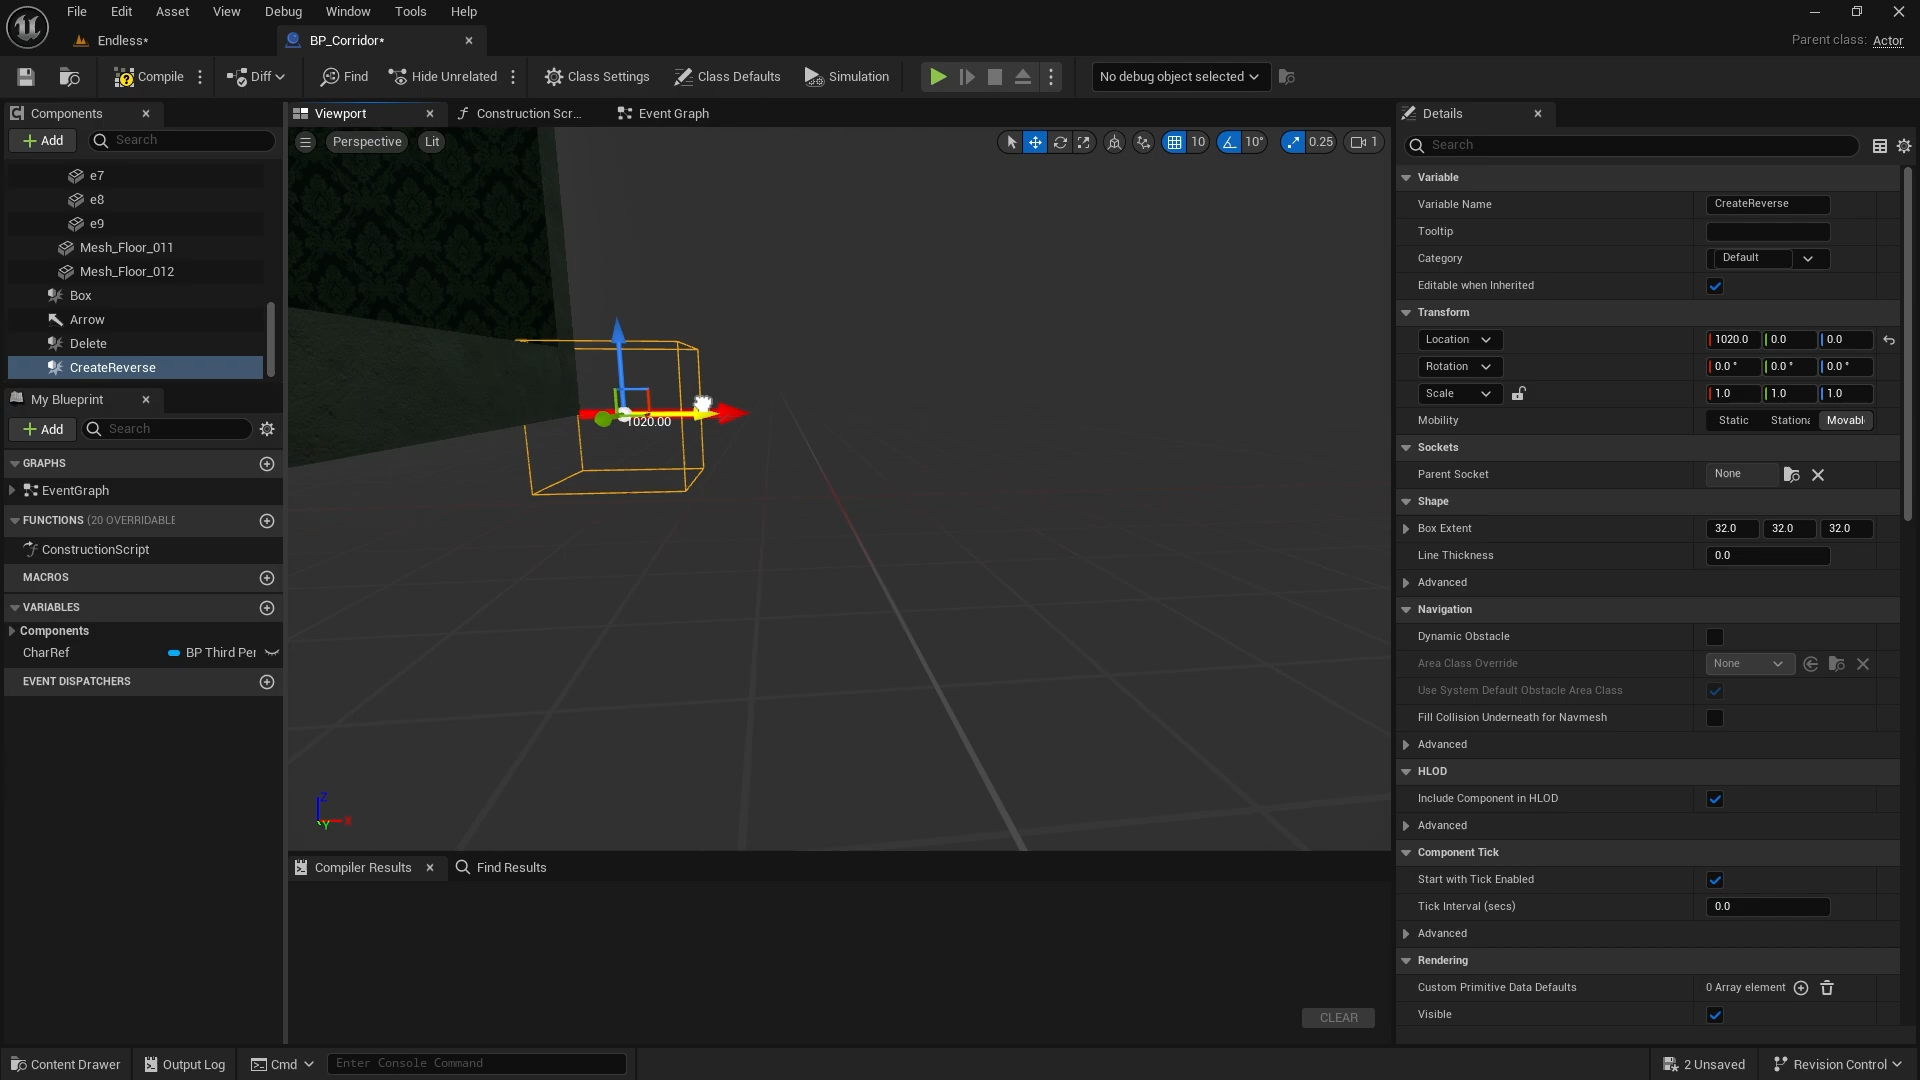 File Edit Asset View Debug Window Tools Help
Endless*
BP_Corridor*
Parent class: Actor
Compile
Diff
Find
Hide Unrelated
Class Settings
Class Defaults
Simulation
No debug object selected
Components
Add
Search
e7
e8
e9
Mesh_Floor_011
Mesh_Floor_012
Box
Arrow
Delete
CreateReverse
My Blueprint
Add
Search
GRAPHS
EventGraph
FUNCTIONS (20 OVERRIDABLE
ConstructionScript
MACROS
VARIABLES
Components
CharRef BP Third Per
EVENT DISPATCHERS
Viewport
Construction Scr...
Event Graph
Perspective
Lit
10
10°
0.25
1
1020.00
Z
X
Y
Compiler Results
Find Results
CLEAR
Details
Search
Variable
Variable Name CreateReverse
Tooltip
Category Default
Editable when Inherited
Transform
Location 1020.0 0.0 0.0
Rotation 0.0 ° 0.0 ° 0.0 °
Scale 1.0 1.0 1.0
Mobility Static Stationa Movabl
Sockets
Parent Socket None
Shape
Box Extent 32.0 32.0 32.0
Line Thickness 0.0
Advanced
Navigation
Dynamic Obstacle
Area Class Override None
Use System Default Obstacle Area Class
Fill Collision Underneath for Navmesh
Advanced
HLOD
Include Component in HLOD
Advanced
Component Tick
Start with Tick Enabled
Tick Interval (secs) 0.0
Advanced
Rendering
Custom Primitive Data Defaults 0 Array element
Visible
Content Drawer
Output Log
Cmd
Enter Console Command
2 Unsaved
Revision Control